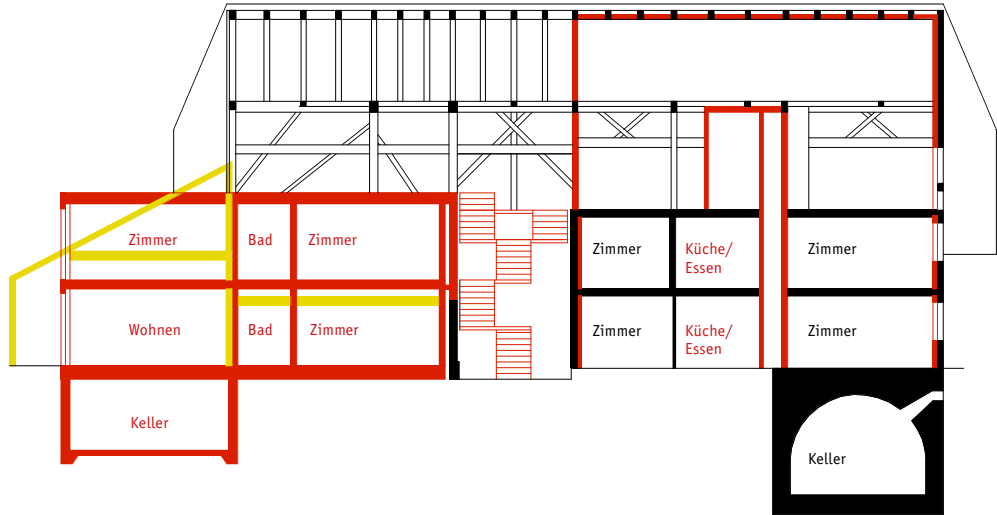 Zimmer
Bad
Zimmer
Zimmer
Küche/
Essen
Zimmer
Wohnen
Bad
Zimmer
Zimmer
Küche/
Essen
Zimmer
Keller
Keller